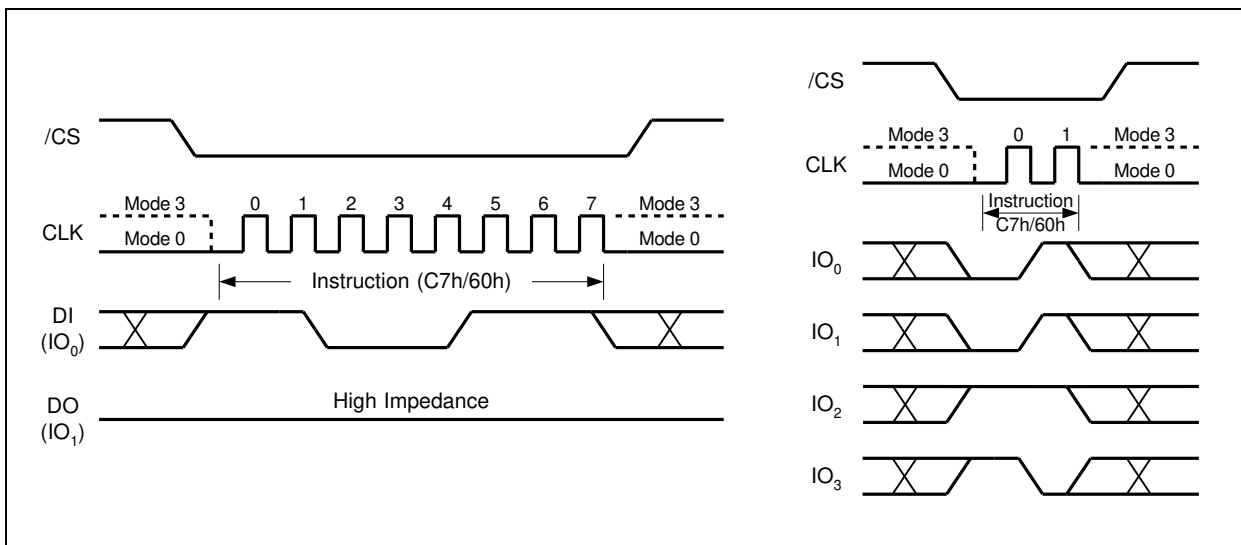 /CS
Mode 3 0 1 2 3 4 5 6 7 Mode 3
CLK
Mode 0 Mode 0
Instruction (C7h/60h)
DI
(IO0)
High Impedance
DO
(IO1)
/CS
Mode 3 0 1 Mode 3
CLK
Mode 0 Mode 0
Instruction
C7h/60h
IO0
IO1
IO2
IO3